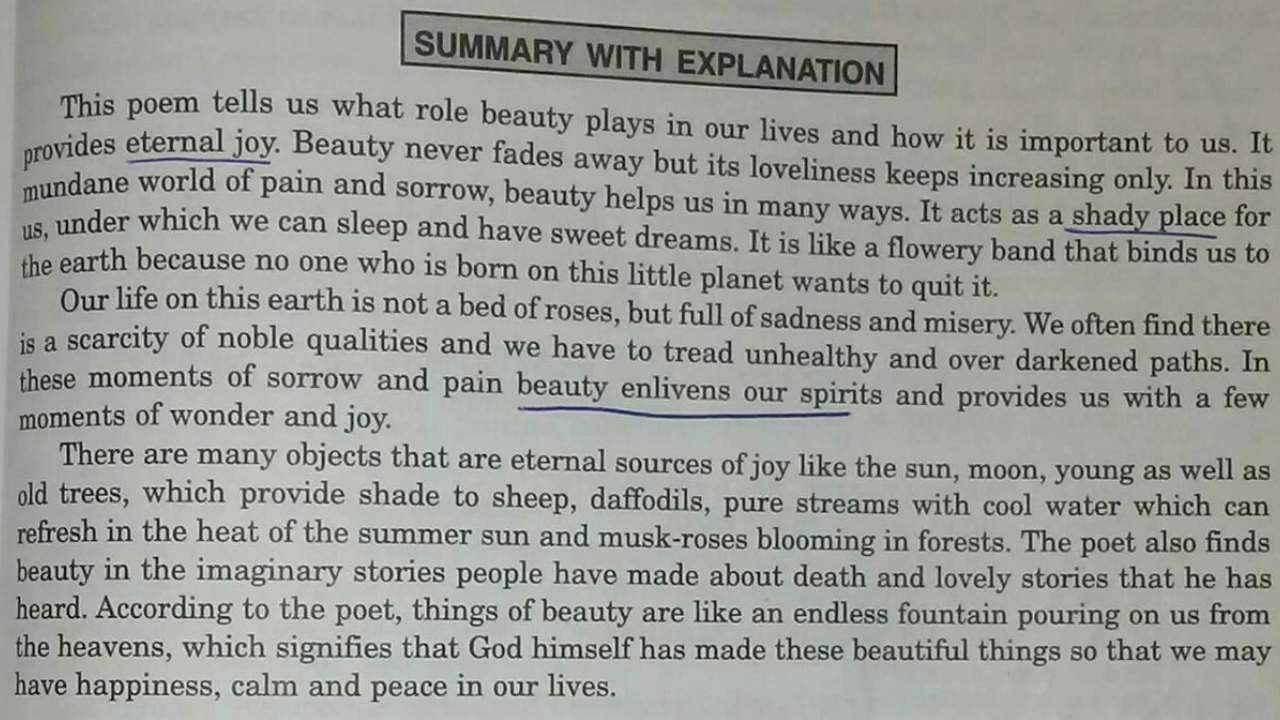 SUMMARY WITH EXPLANATION
This poem tells us what role beauty plays in our lives and how it is important to us. It
provides eternal joy. Beauty never fades away but its loveliness keeps increasing only. In this
mundane world of pain and sorrow, beauty helps us in many ways. It acts as a shady place for
us, under which we can sleep and have sweet dreams. It is like a flowery band that binds us to
the earth because no one who is born on this little planet wants to quit it.
Our life on this earth is not a bed of roses, but full of sadness and misery. We often find there
is a scarcity of noble qualities and we have to tread unhealthy and over darkened paths. In
these moments of sorrow and pain beauty enlivens our spirits and provides us with a few
moments of wonder and joy.
There are many objects that are eternal sources of joy like the sun, moon, young as well as
old trees, which provide shade to sheep, daffodils, pure streams with cool water which can
refresh in the heat of the summer sun and musk-roses blooming in forests. The poet also finds
beauty in the imaginary stories people have made about death and lovely stories that he has
heard. According to the poet, things of beauty are like an endless fountain pouring on us from
the heavens, which signifies that God himself has made these beautiful things so that we may
have happiness, calm and peace in our lives.